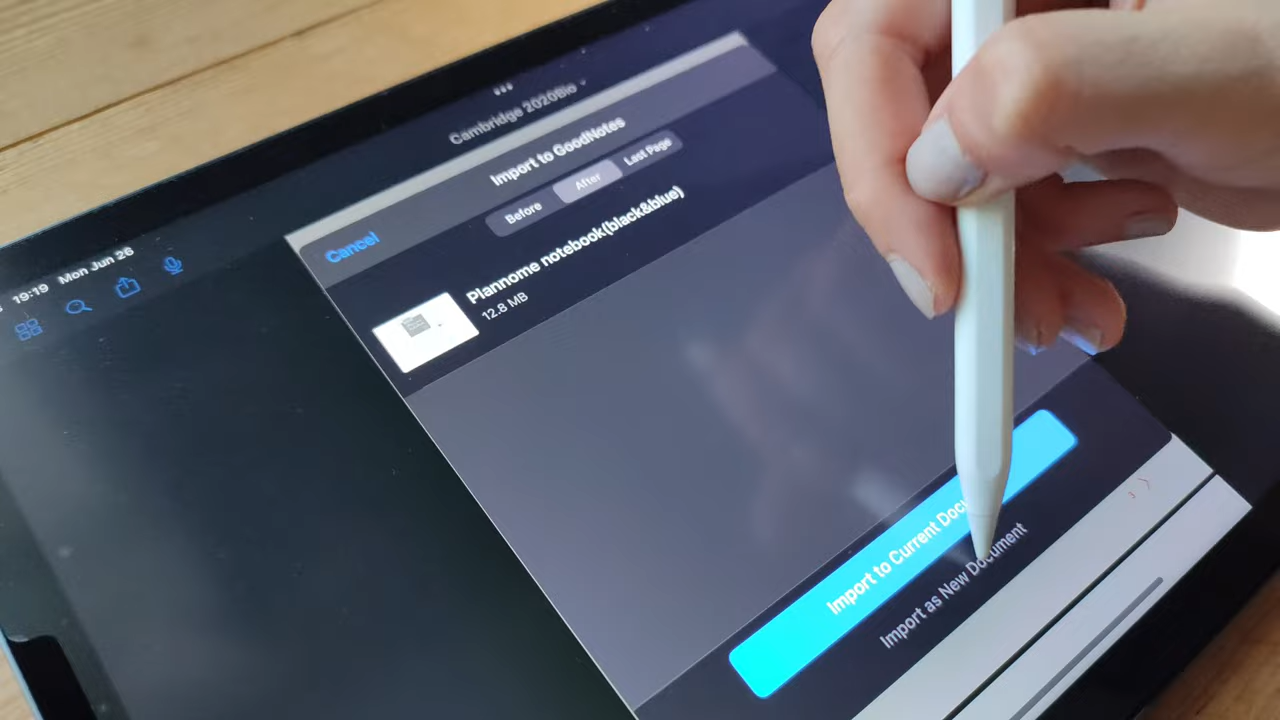 Cambridge 2020Bio
Import to GoodNotes
Before After Last Page
Cancel
19:19 Mon Jun 26
Plannome notebook(black&blue)
12.8 MB
Import to Current Docu
Import as New Document